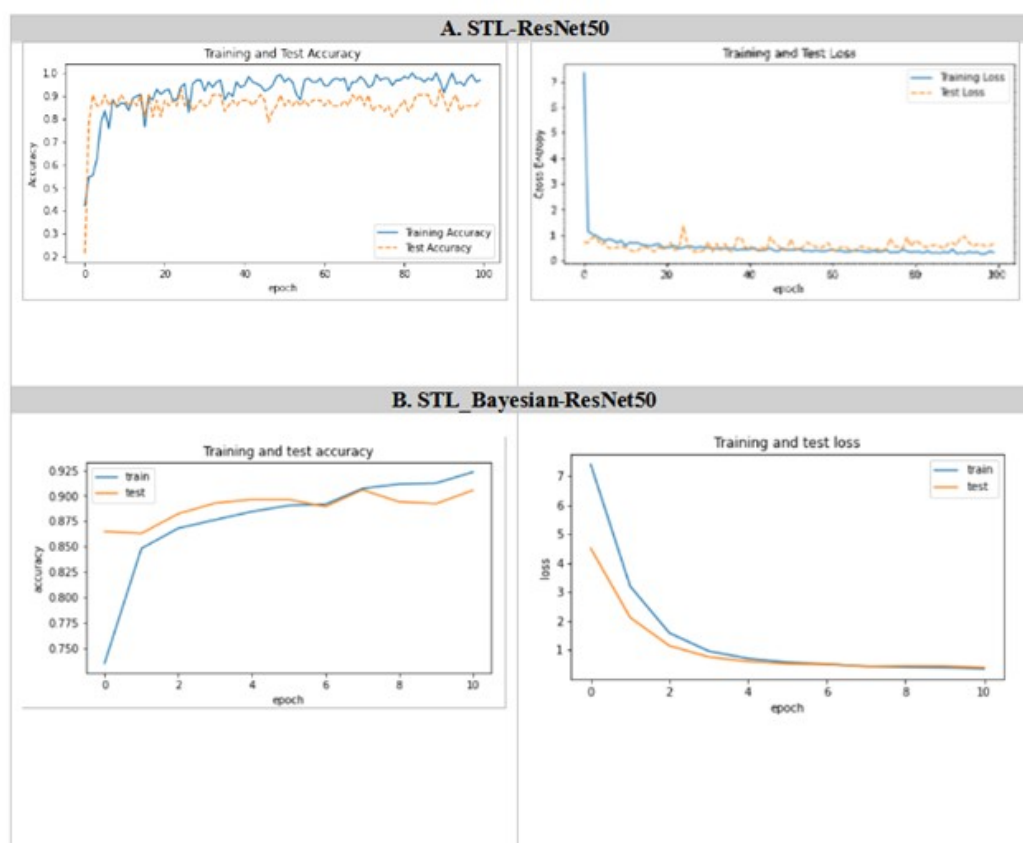 A. STL-ResNet50
Training and Test Accuracy
1.0
0.9
0.8
0.7
0.6
0.5
0.4
0.3
0.2
Accuracy
Training Accuracy
Test Accuracy
0 20 40 60 80 100
epoch
Training and Test Loss
7
6
5
4
3
2
1
0
Cross Entropy
Training Loss
Test Loss
0 20 40 60 80 100
epoch
B. STL_Bayesian-ResNet50
Training and test accuracy
0.925
0.900
0.875
0.850
0.825
0.800
0.775
0.750
accuracy
train
test
0 2 4 6 8 10
epoch
Training and test loss
7
6
5
4
3
2
1
loss
train
test
0 2 4 6 8 10
epoch